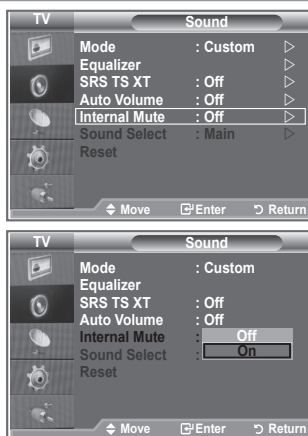 TV Sound
Mode : Custom
Equalizer
SRS TS XT : Off
Auto Volume : Off
Internal Mute : Off
Sound Select : Main
Reset
Move Enter Return
TV Sound
Mode : Custom
Equalizer
SRS TS XT : Off
Auto Volume : Off
Internal Mute : Off
Sound Select : On
Reset
Move Enter Return